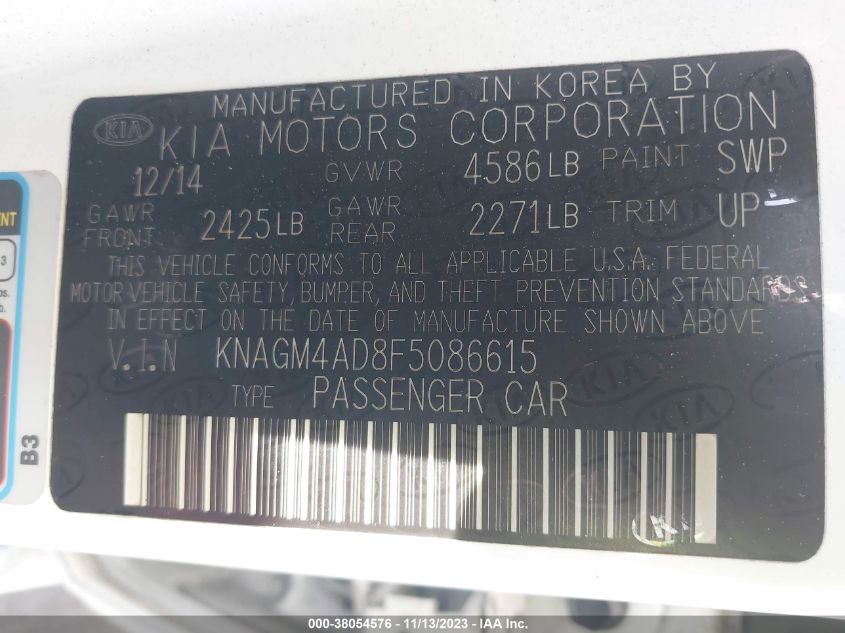 MANUFACTURED IN KOREA BY
KIA KIA MOTORS CORPORATION
12/14 GVWR 4586LB PAINT SWP
GAWR FRONT 2425LB GAWR REAR 2271LB TRIM UP
THIS VEHICLE CONFORMS TO ALL APPLICABLE U.S.A. FEDERAL
MOTOR VEHICLE SAFETY, BUMPER, AND THEFT PREVENTION STANDARDS
IN EFFECT ON THE DATE OF MANUFACTURE SHOWN ABOVE
V.I.N KNAGM4AD8F5086615
TYPE PASSENGER CAR
B3
000-38054576 - 11/13/2023 - IAA Inc.